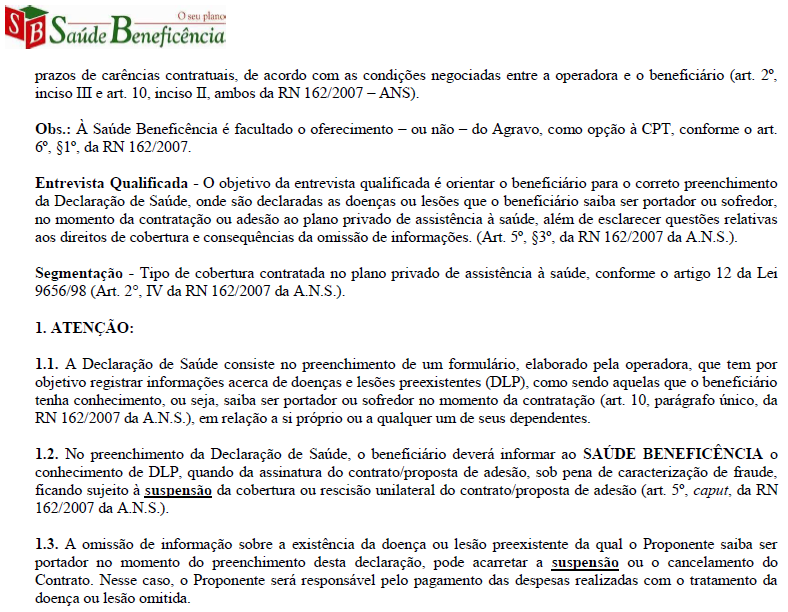 SB
O seu plano
Saúde Beneficência
prazos de carências contratuais, de acordo com as condições negociadas entre a operadora e o beneficiário (art. 2º,
inciso III e art. 10, inciso II, ambos da RN 162/2007 – ANS).
Obs.: À Saúde Beneficência é facultado o oferecimento – ou não – do Agravo, como opção à CPT, conforme o art.
6º, §1º, da RN 162/2007.
Entrevista Qualificada - O objetivo da entrevista qualificada é orientar o beneficiário para o correto preenchimento
da Declaração de Saúde, onde são declaradas as doenças ou lesões que o beneficiário saiba ser portador ou sofredor,
no momento da contratação ou adesão ao plano privado de assistência à saúde, além de esclarecer questões relativas
aos direitos de cobertura e consequências da omissão de informações. (Art. 5º, §3º, da RN 162/2007 da A.N.S.).
Segmentação - Tipo de cobertura contratada no plano privado de assistência à saúde, conforme o artigo 12 da Lei
9656/98 (Art. 2°, IV da RN 162/2007 da A.N.S.).
1. ATENÇÃO:
1.1. A Declaração de Saúde consiste no preenchimento de um formulário, elaborado pela operadora, que tem por
objetivo registrar informações acerca de doenças e lesões preexistentes (DLP), como sendo aquelas que o beneficiário
tenha conhecimento, ou seja, saiba ser portador ou sofredor no momento da contratação (art. 10, parágrafo único, da
RN 162/2007 da A.N.S.), em relação a si próprio ou a qualquer um de seus dependentes.
1.2. No preenchimento da Declaração de Saúde, o beneficiário deverá informar ao SAÚDE BENEFICÊNCIA o
conhecimento de DLP, quando da assinatura do contrato/proposta de adesão, sob pena de caracterização de fraude,
ficando sujeito à suspensão da cobertura ou rescisão unilateral do contrato/proposta de adesão (art. 5º, caput, da RN
162/2007 da A.N.S.).
1.3. A omissão de informação sobre a existência da doença ou lesão preexistente da qual o Proponente saiba ser
portador no momento do preenchimento desta declaração, pode acarretar a suspensão ou o cancelamento do
Contrato. Nesse caso, o Proponente será responsável pelo pagamento das despesas realizadas com o tratamento da
doença ou lesão omitida.